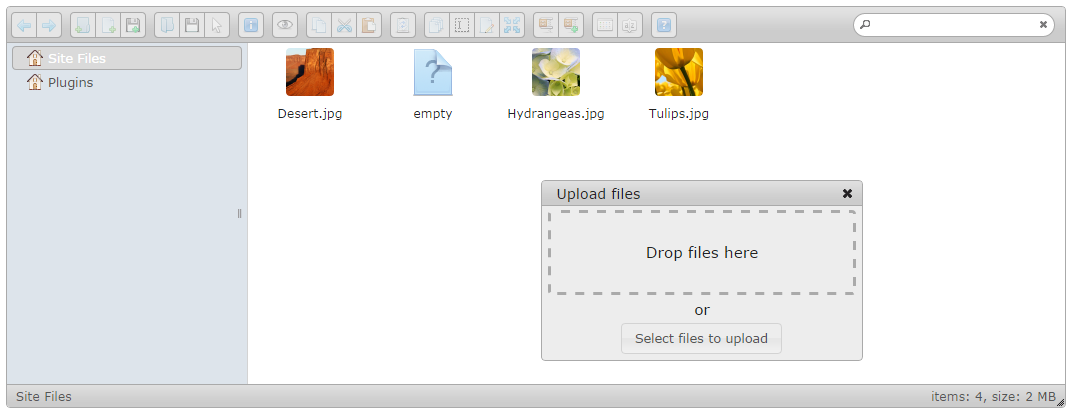 Site Files
Plugins
Desert.jpg
empty
Hydrangeas.jpg
Tulips.jpg
Upload files
Drop files here
or
Select files to upload
Site Files
items: 4, size: 2 MB